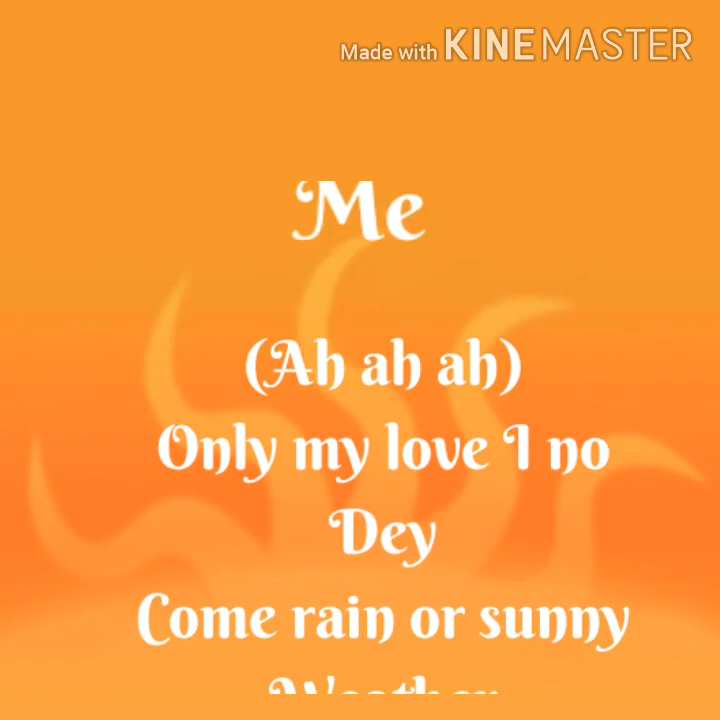 Made with KINEMASTER
Me
(Ah ah ah)
Only my love I no
Dey
Come rain or sunny